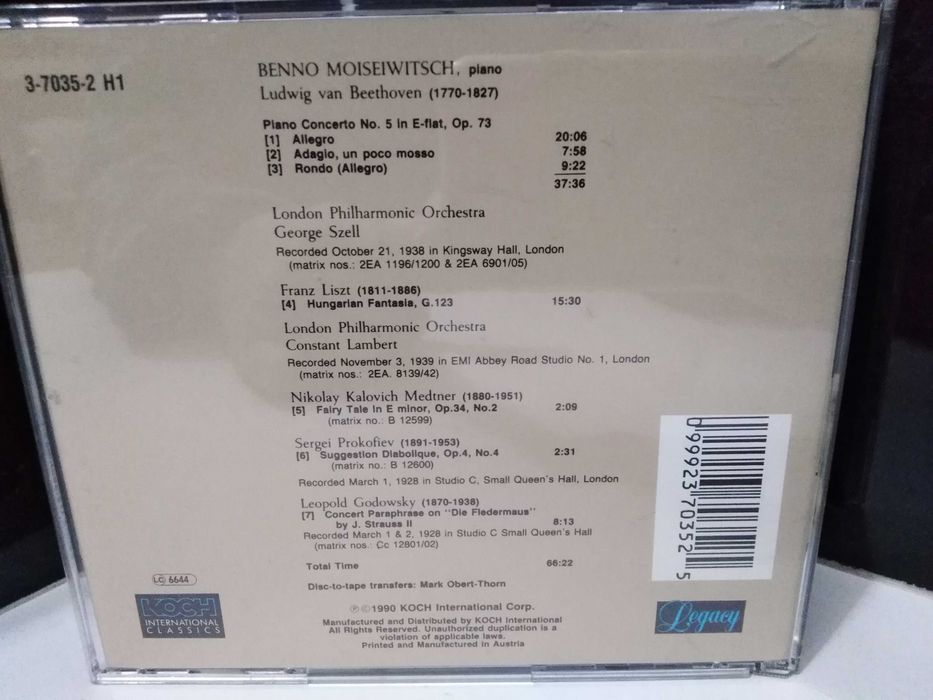 3-7035-2 H1
BENNO MOISEIWITSCH, piano
Ludwig van Beethoven (1770-1827)
Piano Concerto No. 5 in E-flat, Op. 73
[1] Allegro 20:06
[2] Adagio, un poco mosso 7:58
[3] Rondo (Allegro) 9:22
37:36
London Philharmonic Orchestra
George Szell
Recorded October 21, 1938 in Kingsway Hall, London
(matrix nos.: 2EA 1196/1200 & 2EA 6901/05)
Franz Liszt (1811-1886)
[4] Hungarian Fantasia, G.123 15:30
London Philharmonic Orchestra
Constant Lambert
Recorded November 3, 1939 in EMI Abbey Road Studio No. 1, London
(matrix nos.: 2EA. 8139/42)
Nikolay Kalovich Medtner (1880-1951)
[5] Fairy Tale in E minor, Op.34, No.2 2:09
(matrix no.: B 12599)
Sergei Prokofiev (1891-1953)
[6] Suggestion Diabolique, Op.4, No.4 2:31
(matrix no.: B 12600)
Recorded March 1, 1928 in Studio C, Small Queen's Hall, London
Leopold Godowsky (1870-1938)
[7] Concert Paraphrase on "Die Fledermaus"
by J. Strauss II 8:13
Recorded March 1 & 2, 1928 in Studio C Small Queen's Hall
(matrix nos.: Cc 12801/02)
Total Time 66:22
Disc-to-tape transfers: Mark Obert-Thorn
LC 6644
KOCH
INTERNATIONAL
CLASSICS
℗©1990 KOCH International Corp.
Manufactured and Distributed by KOCH International
All Rights Reserved. Unauthorized duplication is a
violation of applicable laws.
Printed and Manufactured in Austria
0 99923 70352 5
Legacy